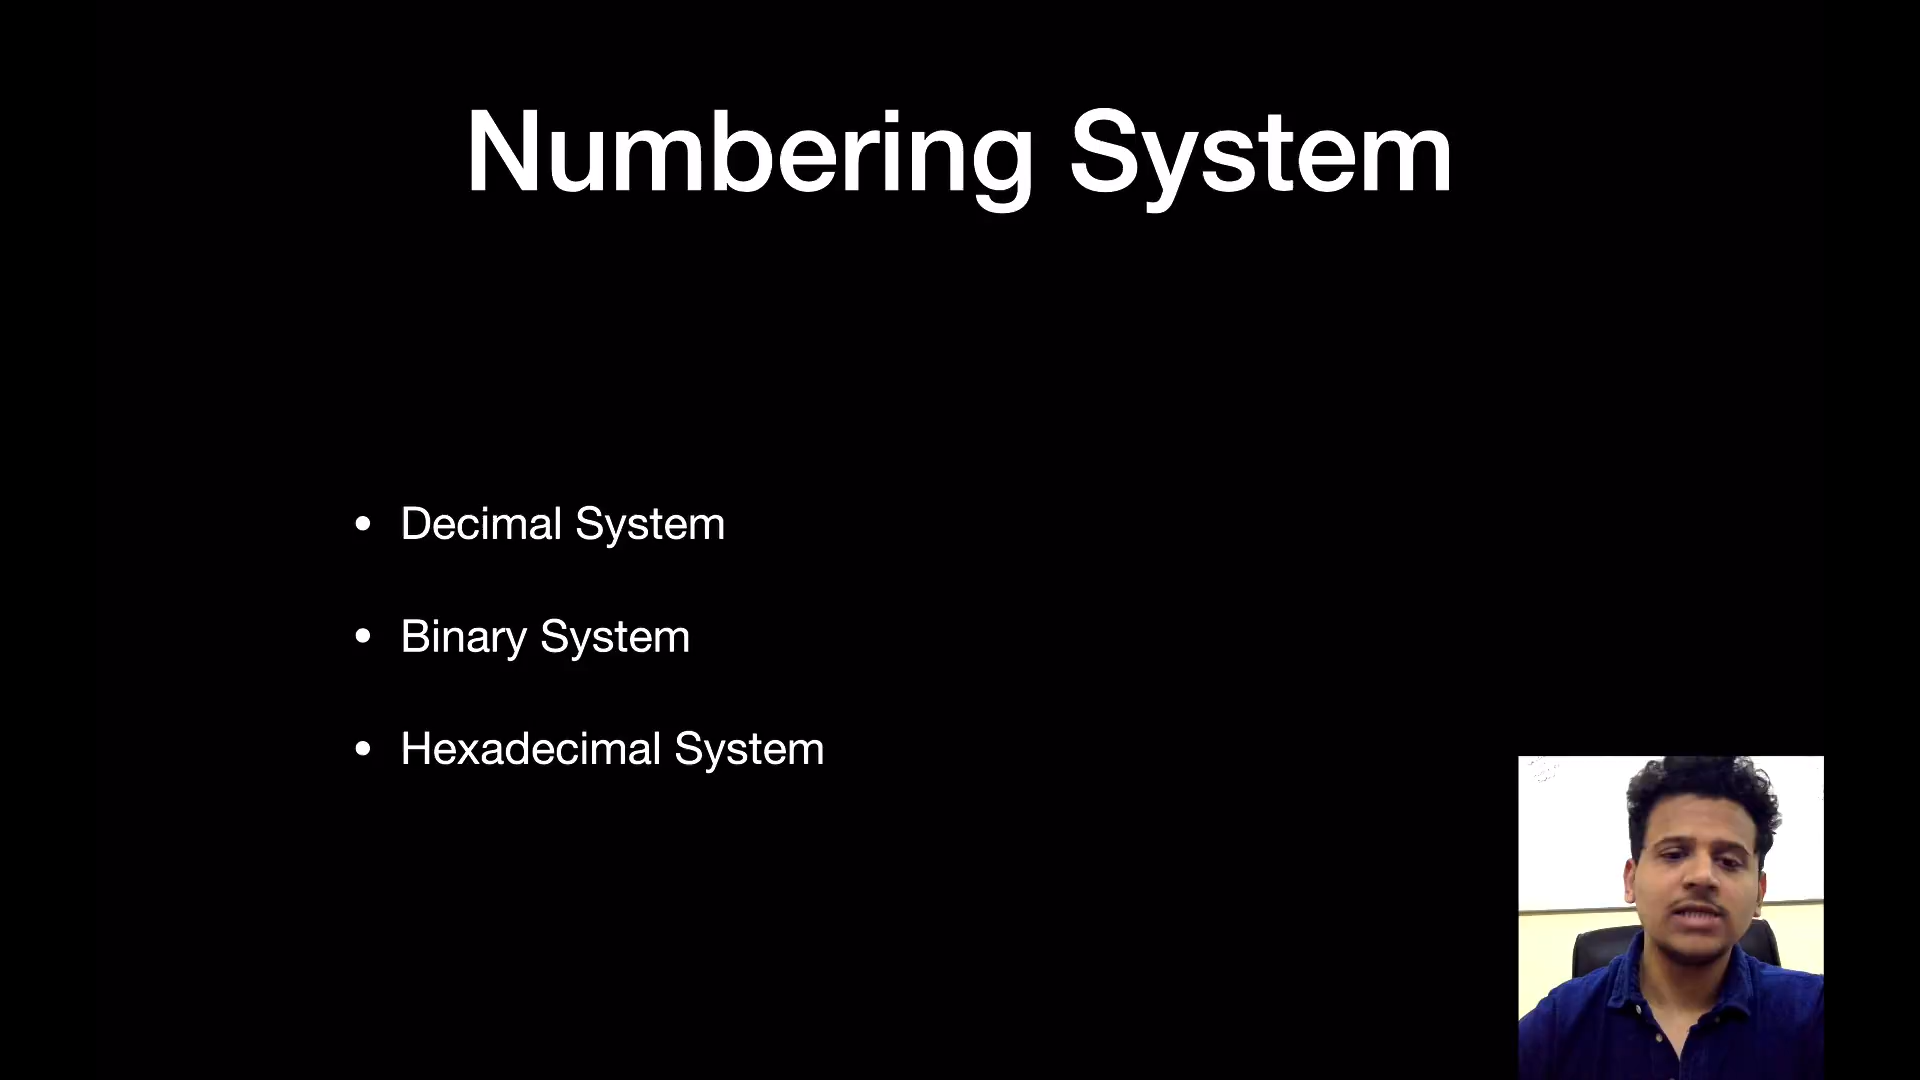 Numbering System
• Decimal System
• Binary System
• Hexadecimal System